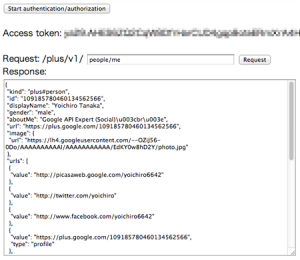 Start authentication/authorization
Access token:
Request: /plus/v1/ people/me Request
Response:
{
"kind": "plus#person",
"id": "109185780460134562566",
"displayName": "Yoichiro Tanaka",
"gender": "male",
"aboutMe": "Google API Expert (Social)\u003cbr\u003e",
"url": "https://plus.google.com/109185780460134562566",
"image": {
"url": "https://lh4.googleusercontent.com/--OZiJ56-
0Do/AAAAAAAAAAI/AAAAAAAAAAA/EdKY0w8hD2Y/photo.jpg"
},
"urls": [
{
"value": "http://picasaweb.google.com/yoichiro6642"
},
{
"value": "http://twitter.com/yoichiro"
},
{
"value": "http://www.facebook.com/yoichiro6642"
},
{
"value": "https://plus.google.com/109185780460134562566",
"type": "profile"
},